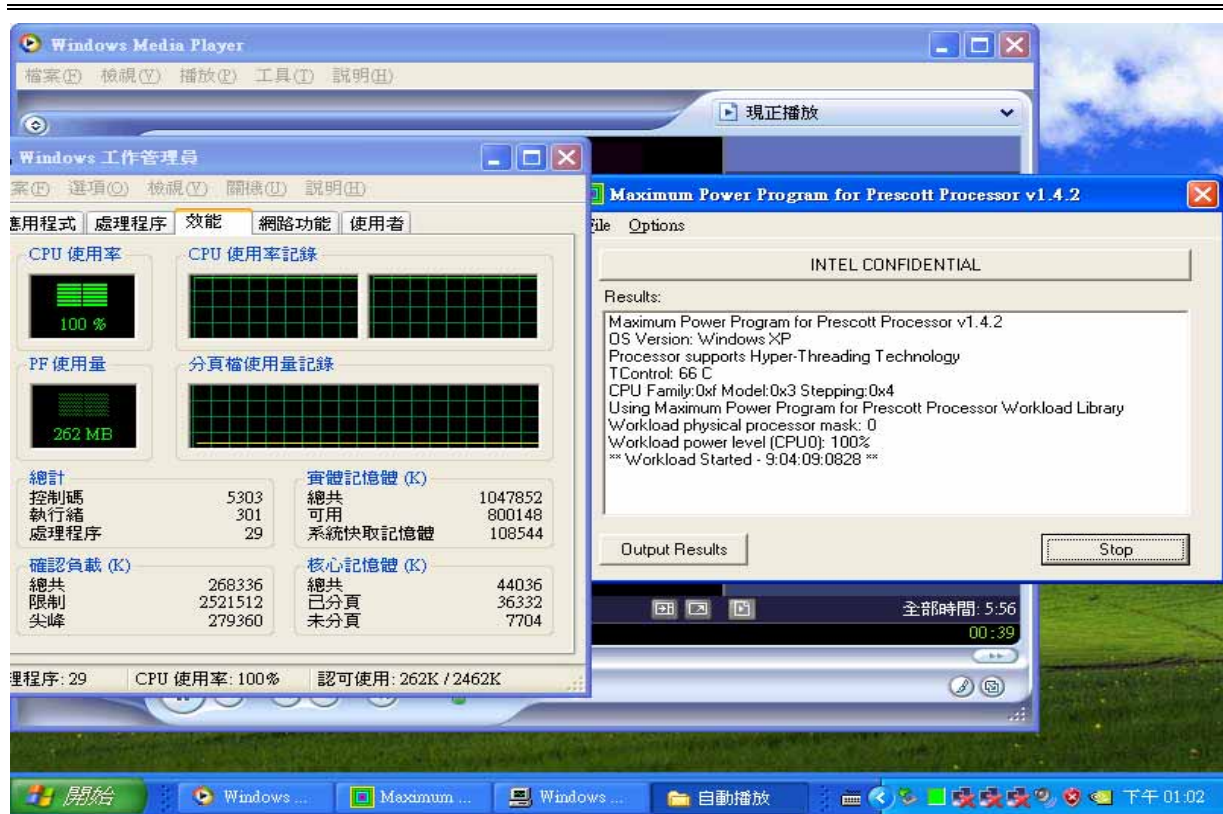 Windows Media Player
檔案(F) 檢視(V) 播放(P) 工具(T) 說明(H)
現正播放
Windows 工作管理員
案(F) 選項(O) 檢視(V) 關機(U) 說明(H)
應用程式 處理程序 效能 網路功能 使用者
CPU 使用率 CPU 使用率記錄
100 %
PF 使用量 分頁檔使用量記錄
262 MB
總計
控制碼 5303
執行緒 301
處理程序 29
實體記憶體 (K)
總共 1047852
可用 800148
系統快取記憶體 108544
確認負載 (K)
總共 268336
限制 2521512
尖峰 279360
核心記憶體 (K)
總共 44036
已分頁 36332
未分頁 7704
理程序: 29 CPU 使用率: 100% 認可使用: 262K / 2462K
Maximum Power Program for Prescott Processor v1.4.2
File Options
INTEL CONFIDENTIAL
Results:
Maximum Power Program for Prescott Processor v1.4.2
OS Version: Windows XP
Processor supports Hyper-Threading Technology
TControl: 66 C
CPU Family:0xf Model:0x3 Stepping:0x4
Using Maximum Power Program for Prescott Processor Workload Library
Workload physical processor mask: 0
Workload power level (CPU0): 100%
** Workload Started - 9:04:09:0828 **
Output Results Stop
全部時間: 5:56
00:39
開始 Windows ... Maximum ... Windows ... 自動播放 下午 01:02